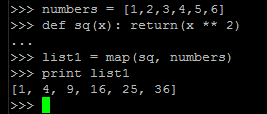 >>> numbers = [1,2,3,4,5,6]
>>> def sq(x): return(x ** 2)
...
>>> list1 = map(sq, numbers)
>>> print list1
[1, 4, 9, 16, 25, 36]
>>>